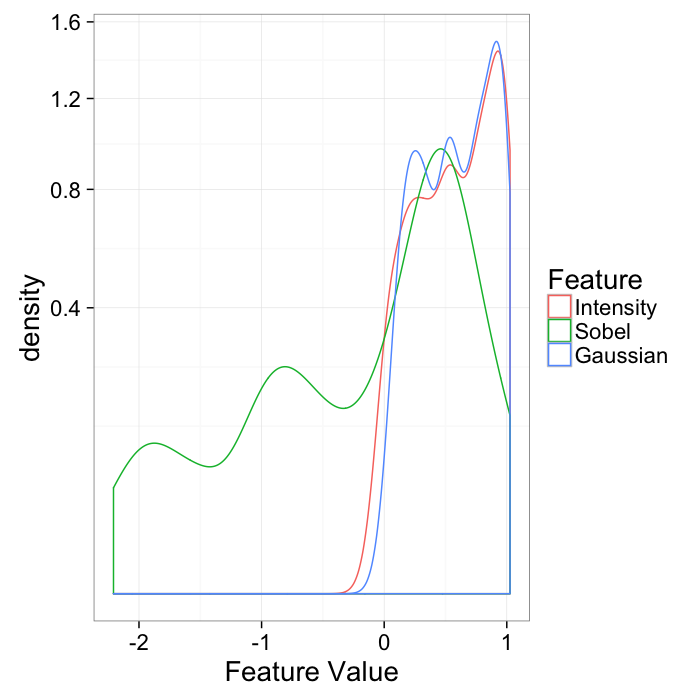 1.6
1.2
0.8
0.4
density
-2 -1 0 1
Feature Value
Feature
Intensity
Sobel
Gaussian